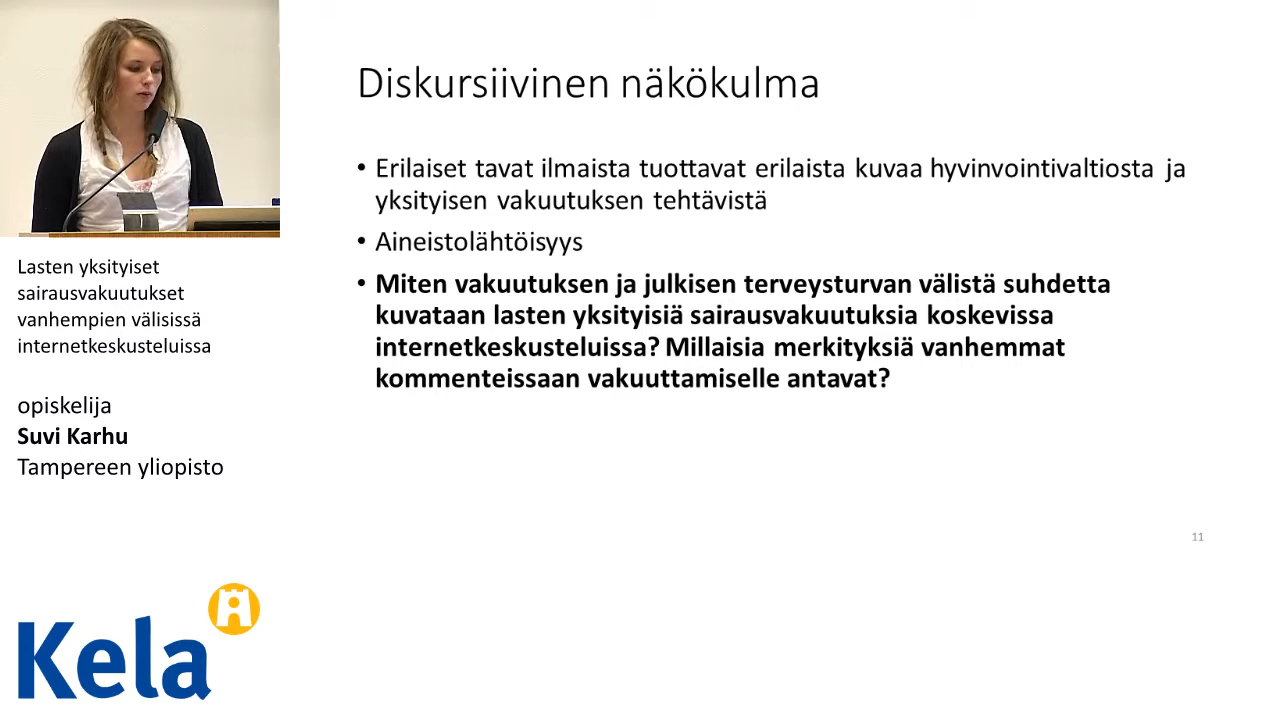 Diskursiivinen näkökulma
• Erilaiset tavat ilmaista tuottavat erilaista kuvaa hyvinvointivaltiosta ja
yksityisen vakuutuksen tehtävistä
• Aineistolähtöisyys
• Miten vakuutuksen ja julkisen terveysturvan välistä suhdetta
kuvataan lasten yksityisiä sairausvakuutuksia koskevissa
internetkeskusteluissa? Millaisia merkityksiä vanhemmat
kommenteissaan vakuuttamiselle antavat?
11
Lasten yksityiset
sairausvakuutukset
vanhempien välisissä
internetkeskusteluissa
opiskelija
Suvi Karhu
Tampereen yliopisto
Kela